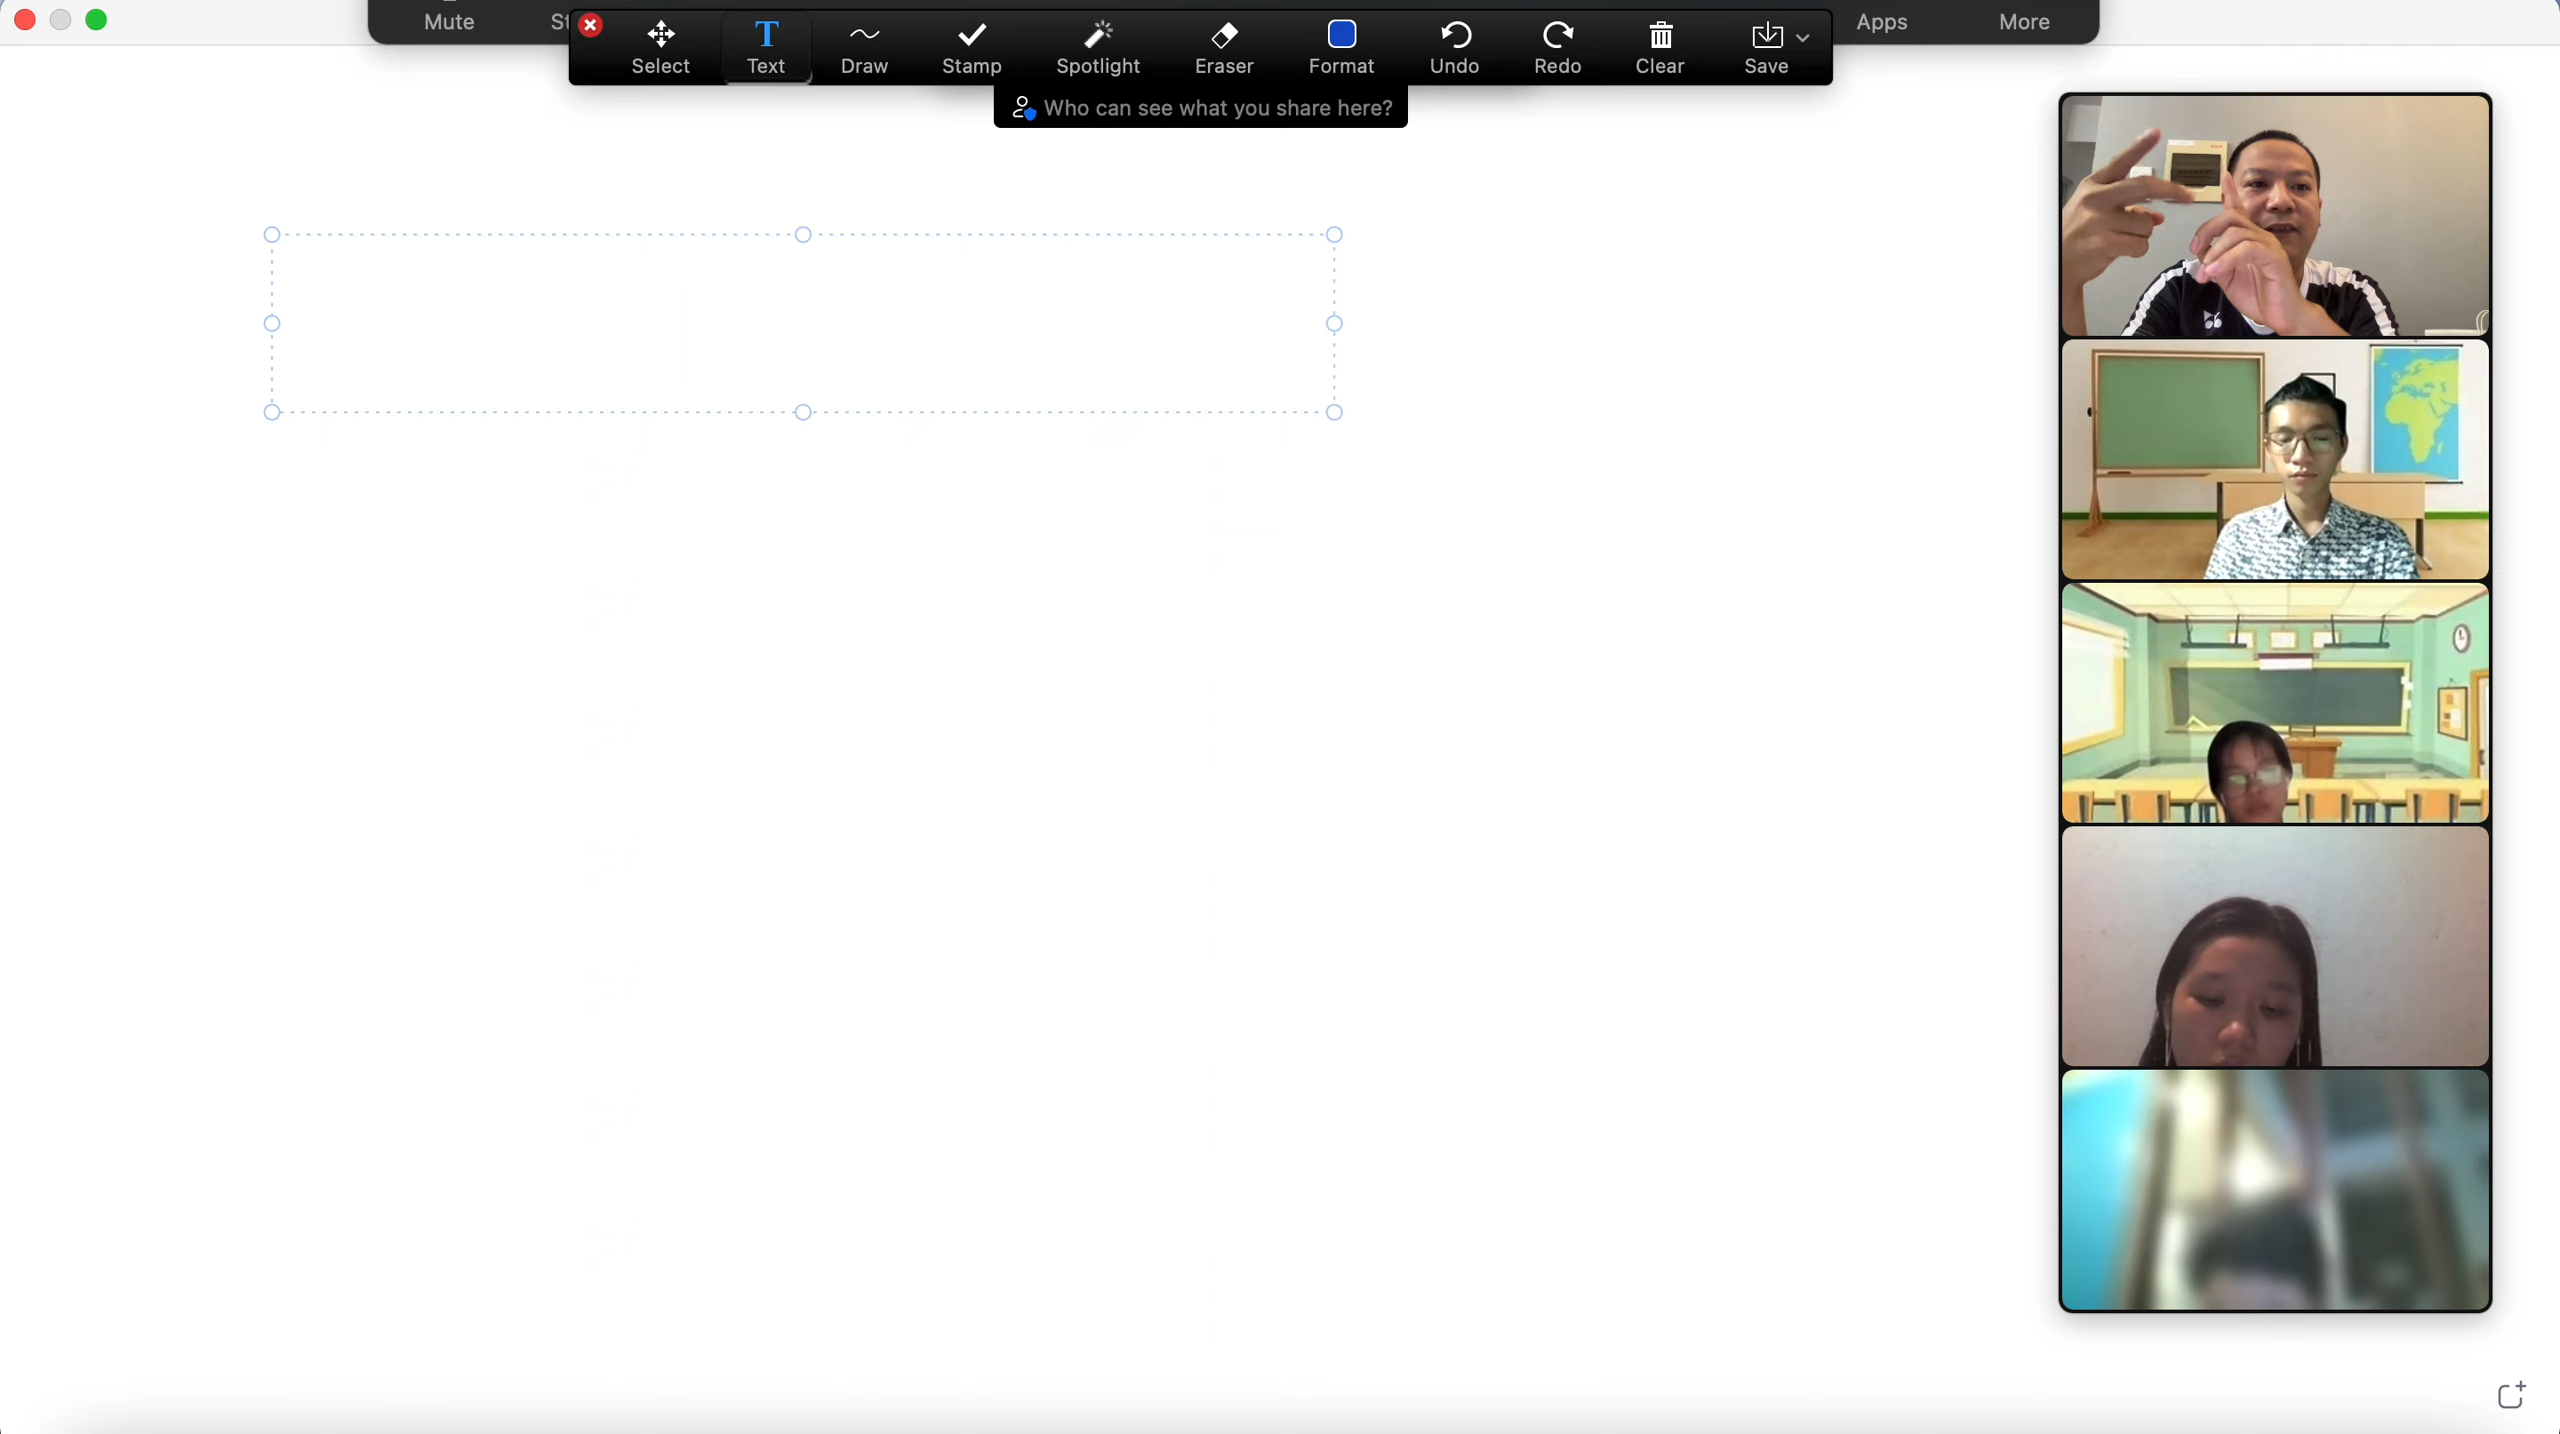 Mute
Apps
More
Select
Text
Draw
Stamp
Spotlight
Eraser
Format
Undo
Redo
Clear
Save
Who can see what you share here?